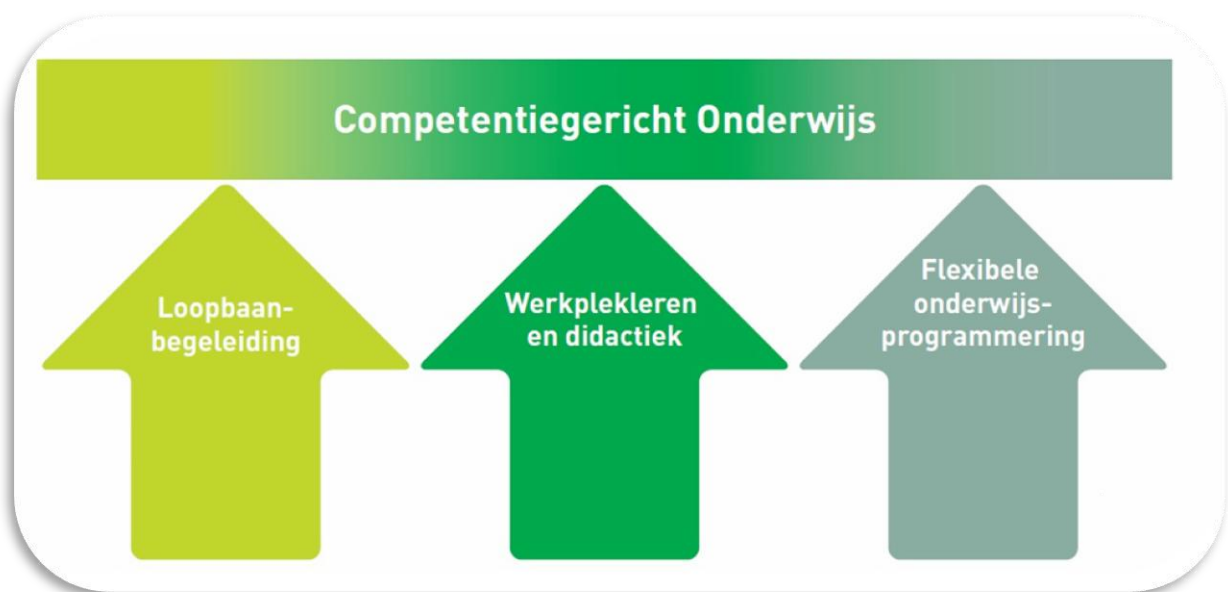 Competentiegericht Onderwijs
Loopbaan-
begeleiding
Werkplekleren
en didactiek
Flexibele
onderwijs-
programmering